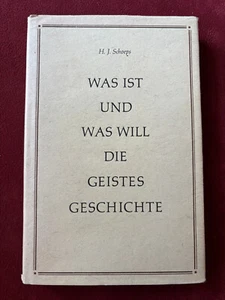 H. J. Schoeps
WAS IST
UND
WAS WILL
DIE
GEISTES
GESCHICHTE